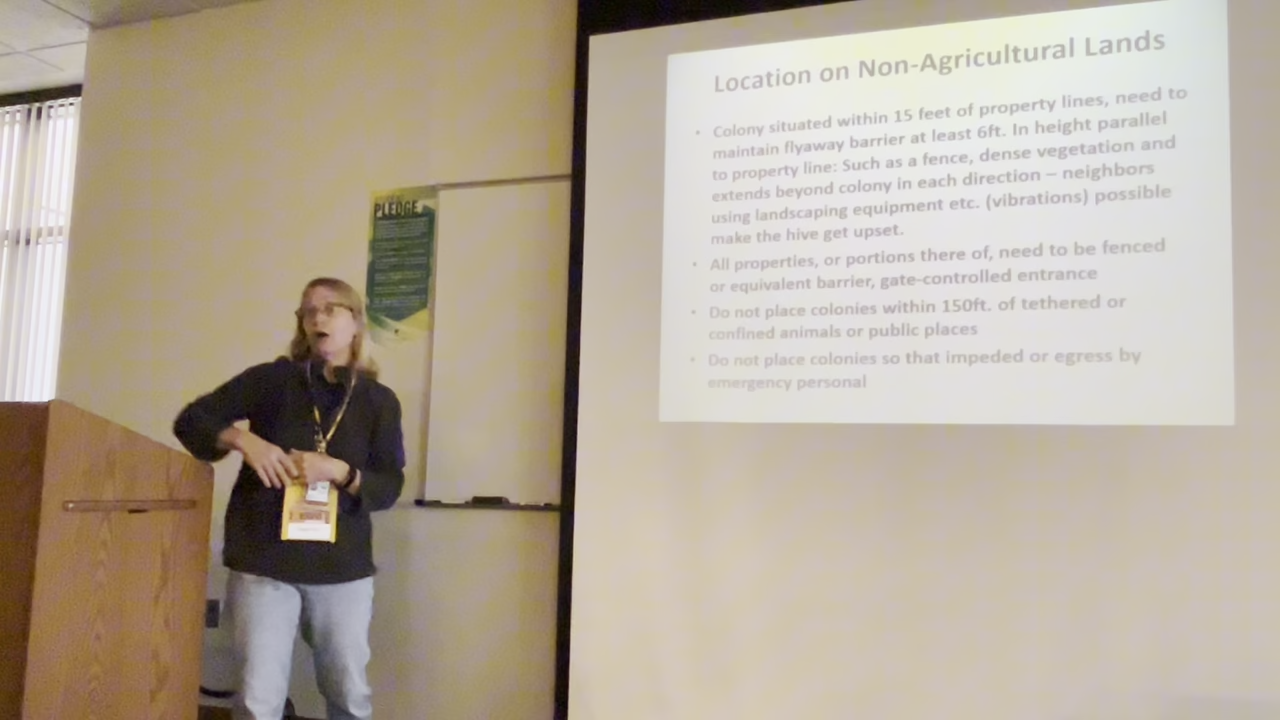 PLEDGE
Location on Non-Agricultural Lands
• Colony situated within 15 feet of property lines, need to
maintain flyaway barrier at least 6ft. In height parallel
to property line: Such as a fence, dense vegetation and
extends beyond colony in each direction – neighbors
using landscaping equipment etc. (vibrations) possible
make the hive get upset.
• All properties, or portions there of, need to be fenced
or equivalent barrier, gate-controlled entrance
• Do not place colonies within 150ft. of tethered or
confined animals or public places
• Do not place colonies so that impeded or egress by
emergency personal